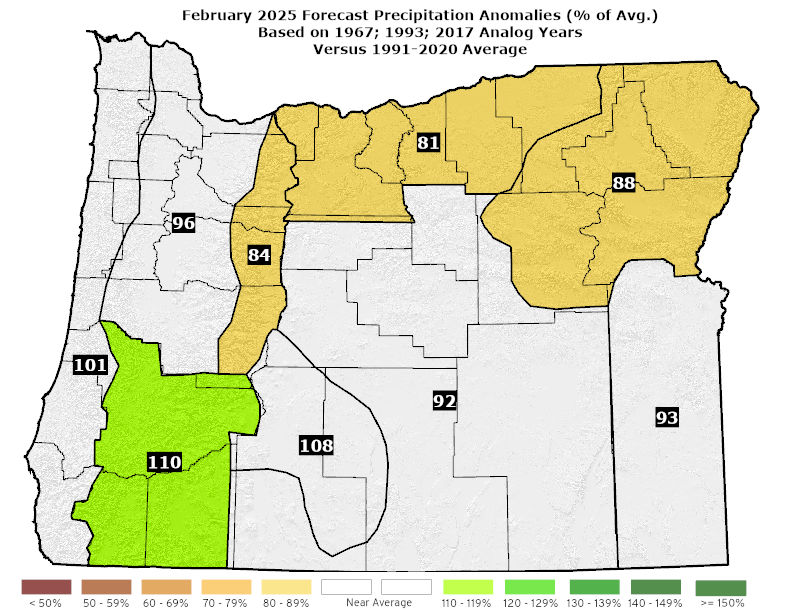 February 2025 Forecast Precipitation Anomalies (% of Avg.)
Based on 1967; 1993; 2017 Analog Years
Versus 1991-2020 Average
81
88
96
84
101
92
93
108
110
< 50%
50 - 59%
60 - 69%
70 - 79%
80 - 89%
Near Average
110 - 119%
120 - 129%
130 - 139%
140 - 149%
>= 150%